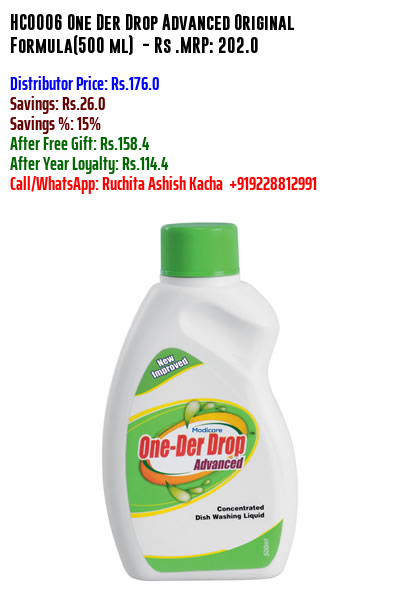 HC0006 One Der Drop Advanced Original
Formula(500 ml) - Rs .MRP: 202.0
Distributor Price: Rs.176.0
Savings: Rs.26.0
Savings %: 15%
After Free Gift: Rs.158.4
After Year Loyalty: Rs.114.4
Call/WhatsApp: Ruchita Ashish Kacha +919228812991
New
Improved
Modicare
One-Der Drop
Advanced
Concentrated
Dish Washing Liquid
500ml